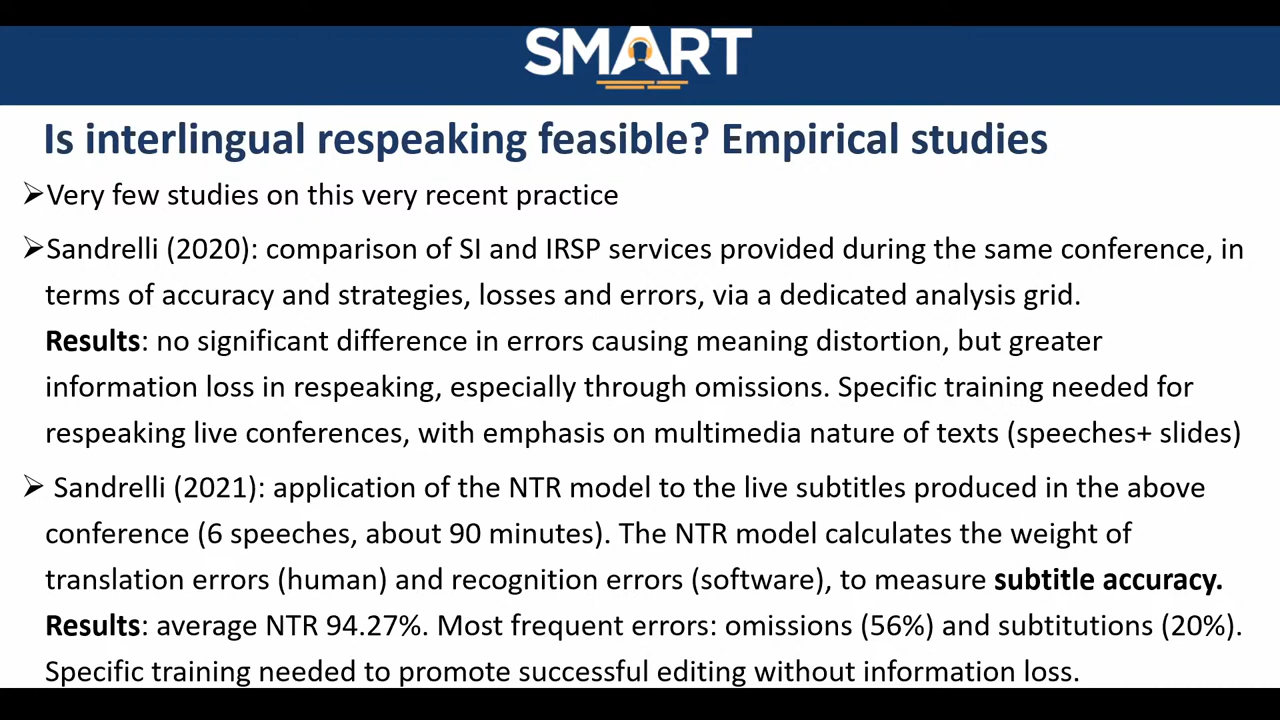 SMART
Is interlingual respeaking feasible? Empirical studies
➢Very few studies on this very recent practice
➢Sandrelli (2020): comparison of SI and IRSP services provided during the same conference, in
terms of accuracy and strategies, losses and errors, via a dedicated analysis grid.
Results: no significant difference in errors causing meaning distortion, but greater
information loss in respeaking, especially through omissions. Specific training needed for
respeaking live conferences, with emphasis on multimedia nature of texts (speeches+ slides)
➢ Sandrelli (2021): application of the NTR model to the live subtitles produced in the above
conference (6 speeches, about 90 minutes). The NTR model calculates the weight of
translation errors (human) and recognition errors (software), to measure subtitle accuracy.
Results: average NTR 94.27%. Most frequent errors: omissions (56%) and subtitutions (20%).
Specific training needed to promote successful editing without information loss.